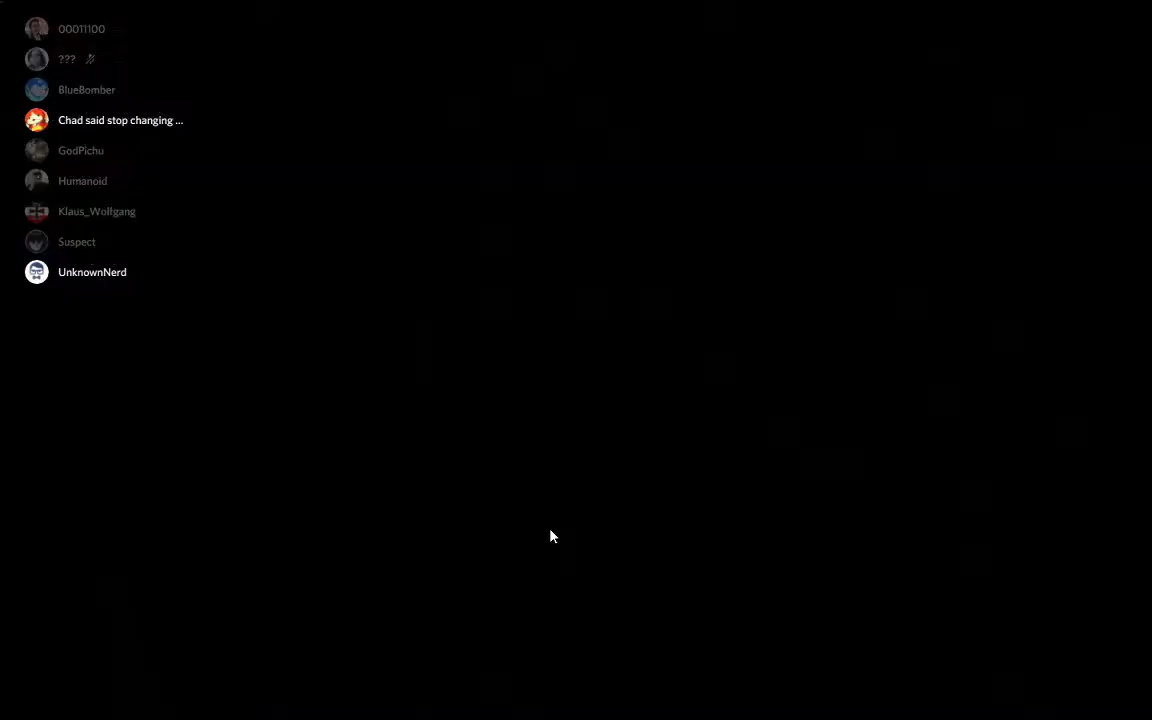 00011100
???
BlueBomber
Chad said stop changing ...
GodPichu
Humanoid
Klaus_Wolfgang
Suspect
UnknownNerd